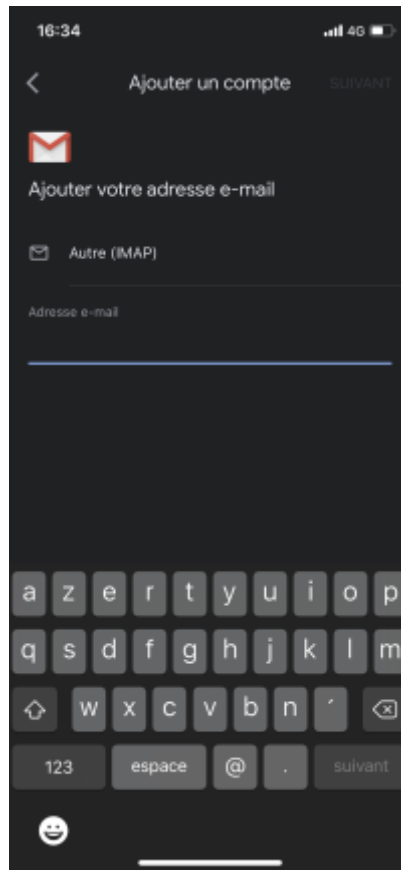 16:34 4G
Ajouter un compte SUIVANT
Ajouter votre adresse e-mail
Autre (IMAP)
Adresse e-mail
a z e r t y u i o p
q s d f g h j k l m
w x c v b n ´
123 espace @ . suivant